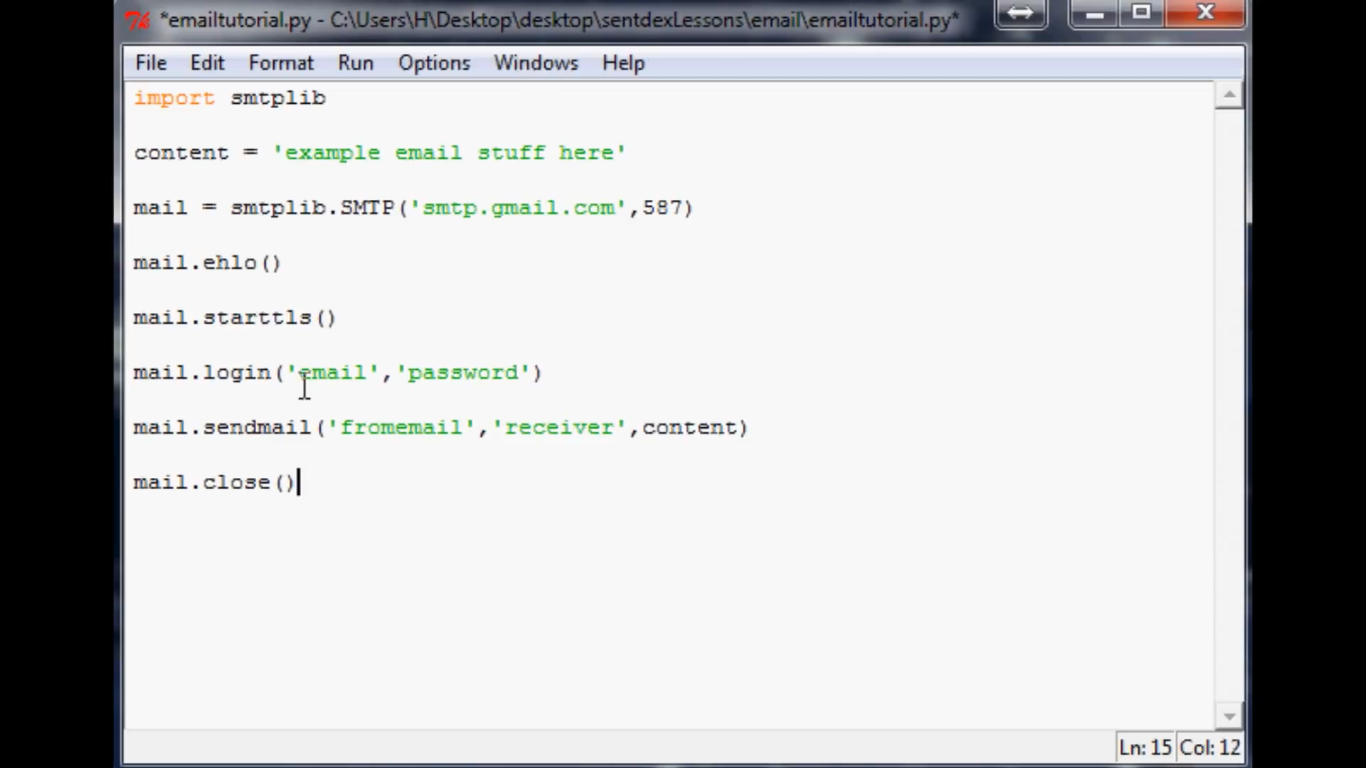 *emailtutorial.py - C:\Users\H\Desktop\desktop\sentdexLessons\email\emailtutorial.py*
File Edit Format Run Options Windows Help
import smtplib
content = 'example email stuff here'
mail = smtplib.SMTP('smtp.gmail.com',587)
mail.ehlo()
mail.starttls()
mail.login('email','password')
mail.sendmail('fromemail','receiver',content)
mail.close()
Ln: 15 Col: 12